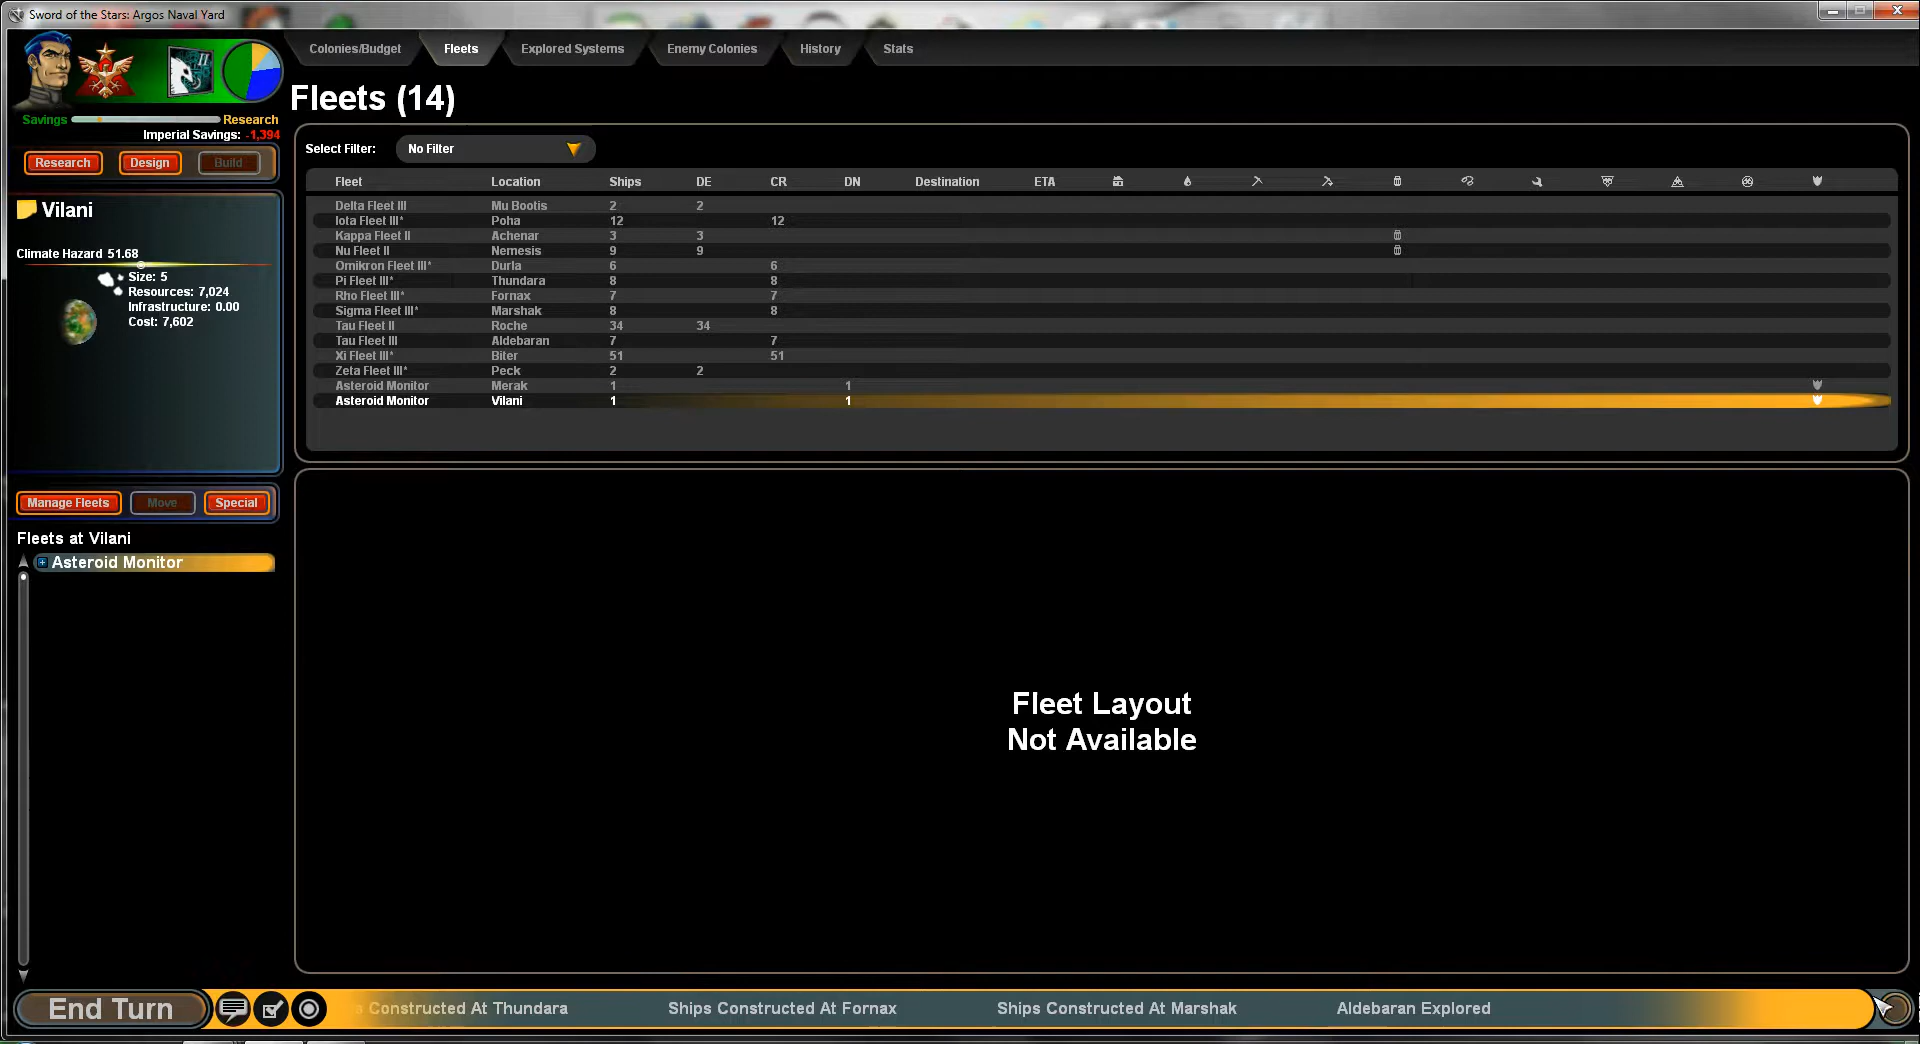 Sword of the Stars: Argos Naval Yard
Colonies/Budget Fleets Explored Systems Enemy Colonies History Stats
II
Fleets (14)
Savings Research
Imperial Savings: -1,394
Research Design Build
Select Filter: No Filter
Fleet Location Ships DE CR DN Destination ETA
Delta Fleet III Mu Bootis 2 2
Iota Fleet III* Poha 12 12
Kappa Fleet II Achenar 3 3
Nu Fleet II Nemesis 9 9
Omikron Fleet III* Durla 6 6
Pi Fleet III* Thundara 8 8
Rho Fleet III* Fornax 7 7
Sigma Fleet III* Marshak 8 8
Tau Fleet II Roche 34 34
Tau Fleet III Aldebaran 7 7
Xi Fleet III* Biter 51 51
Zeta Fleet III* Peck 2 2
Asteroid Monitor Merak 1 1
Asteroid Monitor Vilani 1 1
Vilani
Climate Hazard 51.68
Size: 5
Resources: 7,024
Infrastructure: 0.00
Cost: 7,602
Manage Fleets Move Special
Fleets at Vilani
Asteroid Monitor
Fleet Layout
Not Available
End Turn
Constructed At Thundara Ships Constructed At Fornax Ships Constructed At Marshak Aldebaran Explored